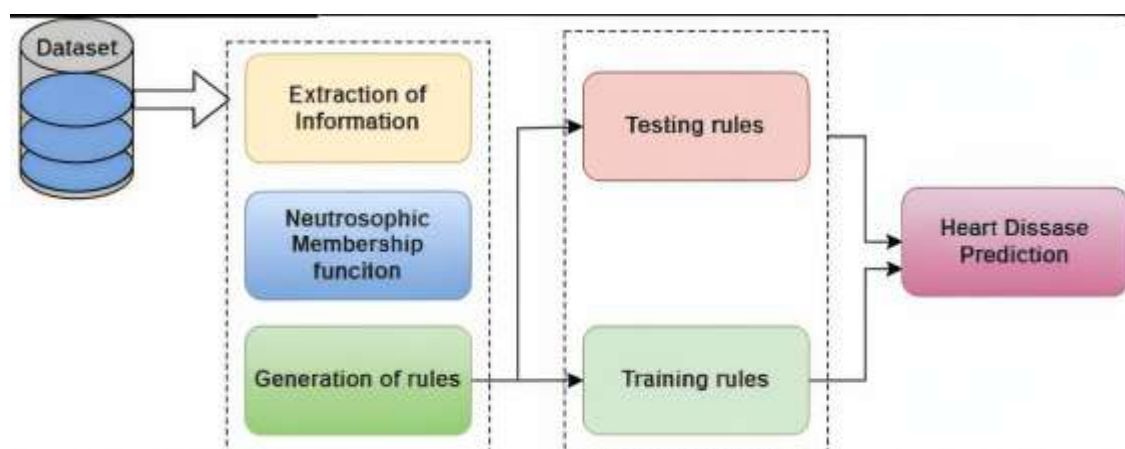 Dataset
Extraction of
Information
Neutrosophic
Membership
funciton
Generation of rules
Testing rules
Training rules
Heart Dissase
Prediction